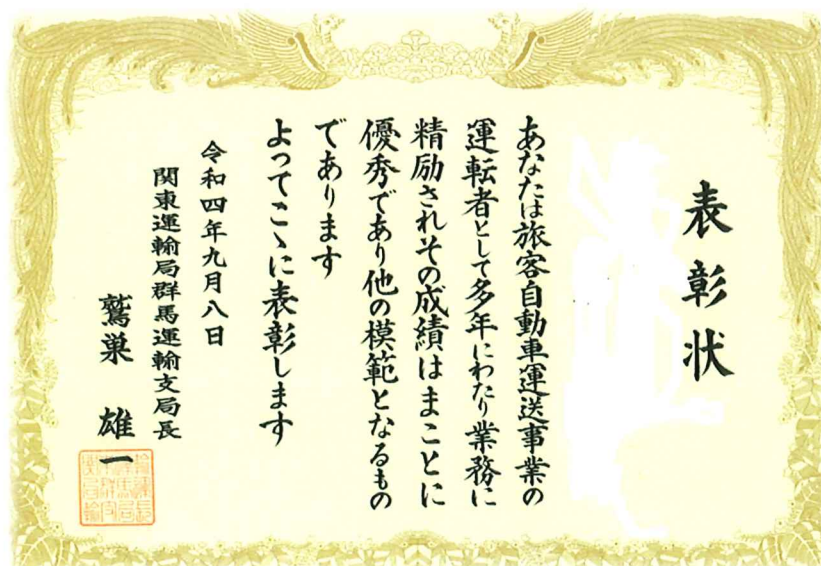 表彰状
あなたは旅客自動車運送事業の
運転者として多年にわたり業務に
精励されその成績はまことに
優秀であり他の模範となるもの
であります
よってこゝに表彰します
令和四年九月八日
関東運輸局群馬運輸支局長
鷲巣 雄一